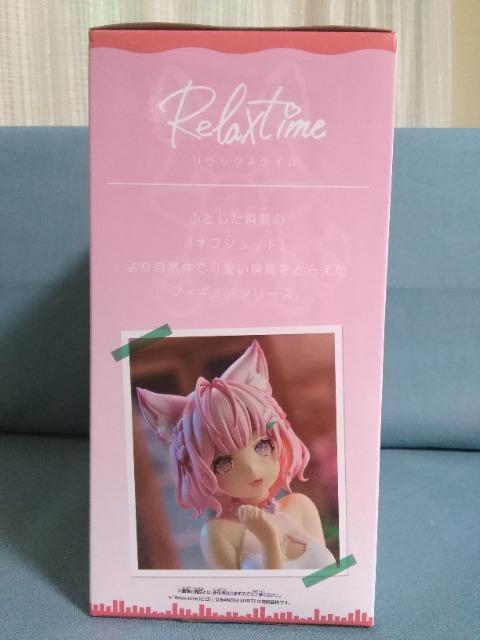 Relaxtime
リラックスタイム
ふとした瞬間の
『オフショット』
より自然体で可愛い瞬間をとらえた
フィギュアシリーズ。